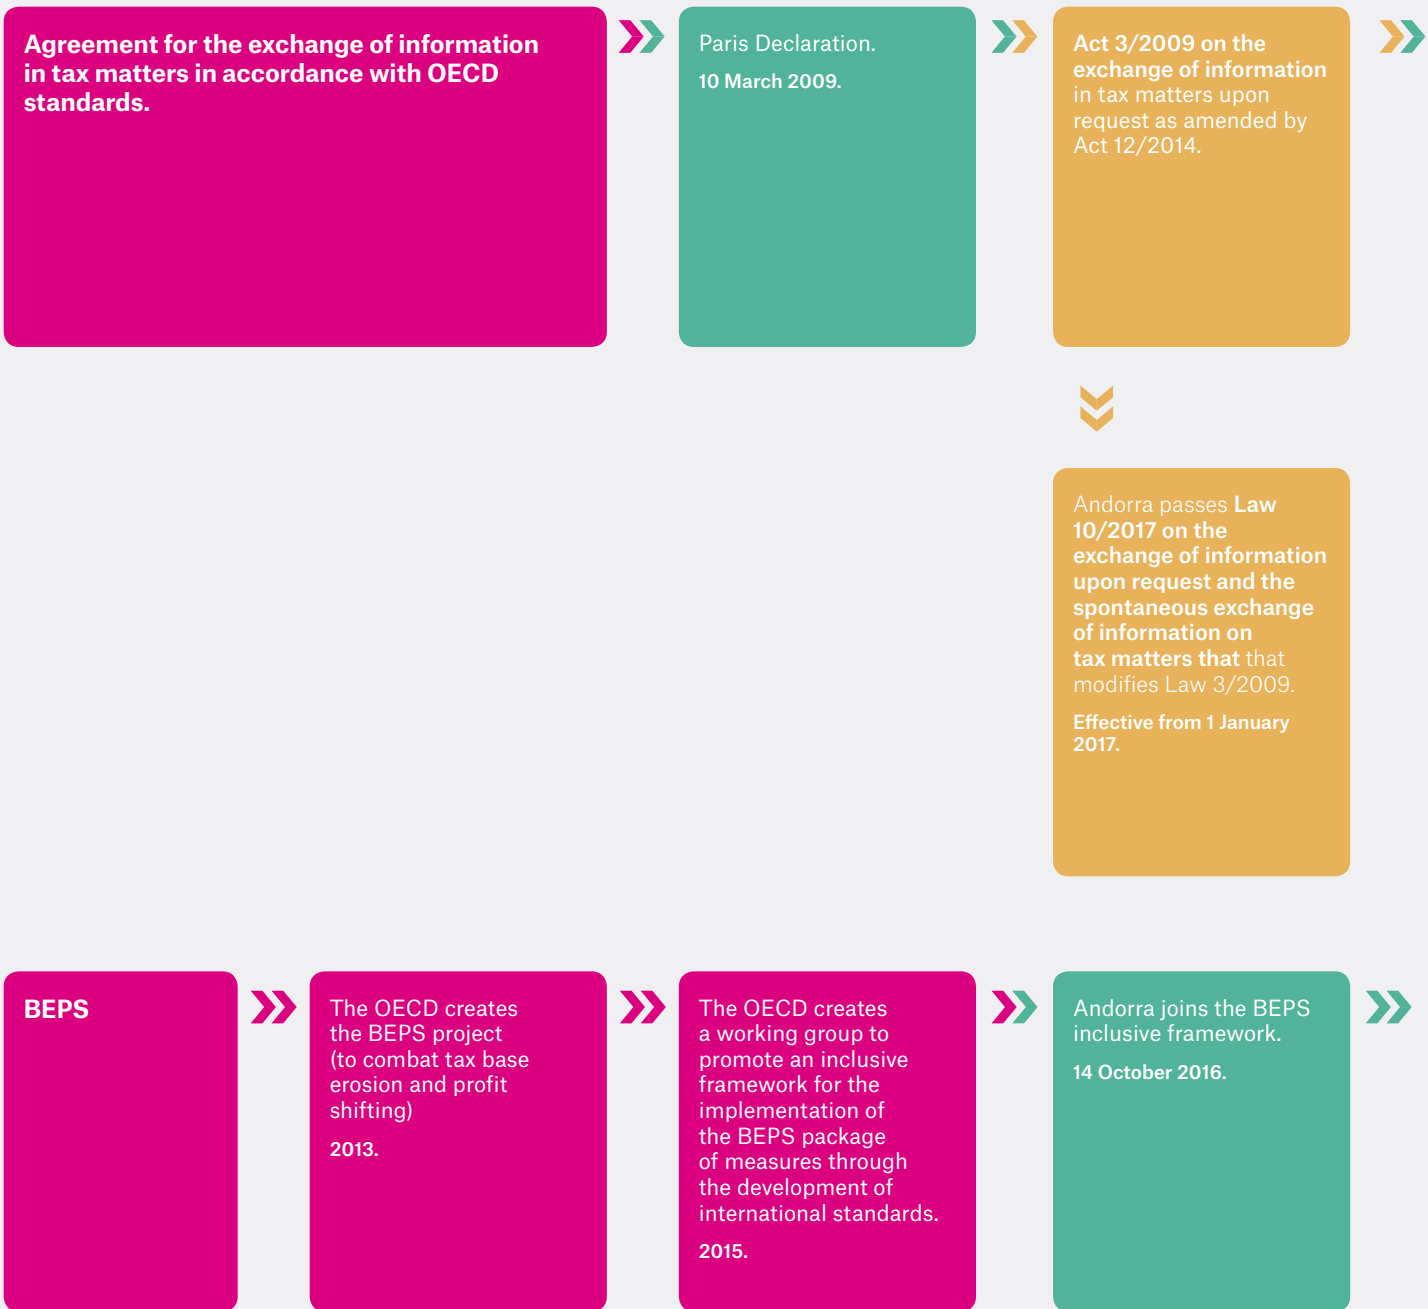 Agreement for the exchange of information
in tax matters in accordance with OECD
standards.
Paris Declaration.
10 March 2009.
Act 3/2009 on the
exchange of information
in tax matters upon
request as amended by
Act 12/2014.
Andorra passes Law
10/2017 on the
exchange of information
upon request and the
spontaneous exchange
of information on
tax matters that that
modifies Law 3/2009.
Effective from 1 January
2017.
BEPS
The OECD creates
the BEPS project
(to combat tax base
erosion and profit
shifting)
2013.
The OECD creates
a working group to
promote an inclusive
framework for the
implementation of
the BEPS package
of measures through
the development of
international standards.
2015.
Andorra joins the BEPS
inclusive framework.
14 October 2016.